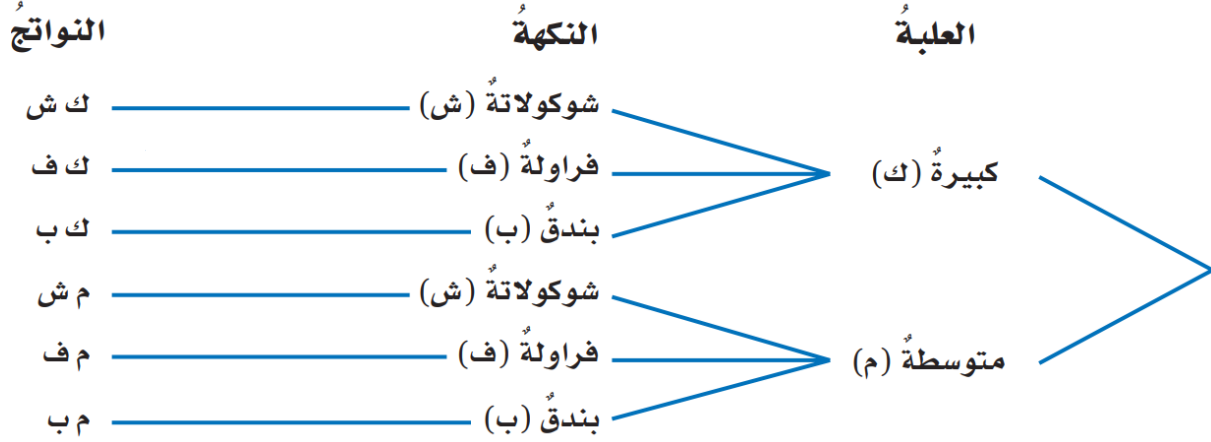 العلبةُ النكهةُ النواتجُ
شوكولاتةٌ (ش) ك ش
كبيرةٌ (ك) فراولةٌ (ف) ك ف
بندقٌ (ب) ك ب
شوكولاتةٌ (ش) م ش
متوسطةٌ (م) فراولةٌ (ف) م ف
بندقٌ (ب) م ب